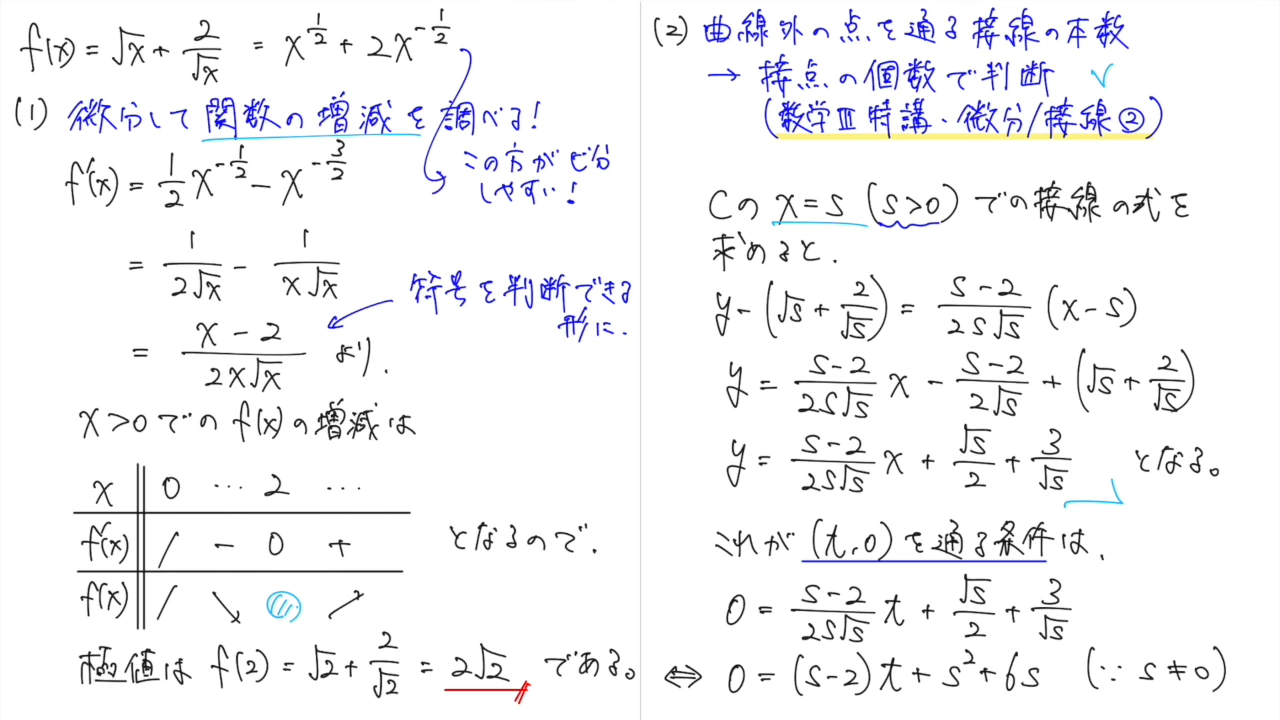 f(x) = √x + 2/√x = x^{1/2} + 2x^{-1/2}
(1) 微分して関数の増減を調べる!
この方が微分
しやすい!
f'(x) = 1/2 x^{-1/2} - x^{-3/2}
= 1/(2√x) - 1/(x√x)
符号を判断できる
形に.
= (x-2)/(2x√x) より.
x>0でのf(x)の増減は
x 0 … 2 …
f'(x) / - 0 +
f(x) / ↘ ↗
となるので.
極値は f(2) = √2 + 2/√2 = 2√2 である。
(2) 曲線外の点を通る接線の本数
→ 接点の個数で判断 ✓
(数学Ⅲ特講・微分/接線②)
Cの x=s (s>0) での接線の式を
求めると.
y - (√s + 2/√s) = (s-2)/(2s√s) (x-s)
y = (s-2)/(2s√s) x - (s-2)/(2√s) + (√s + 2/√s)
y = (s-2)/(2s√s) x + √s/2 + 3/√s となる。
これが (t,0) を通る条件は.
0 = (s-2)/(2s√s) t + √s/2 + 3/√s
⇔ 0 = (s-2)t + s² + 6s (∵ s≠0)